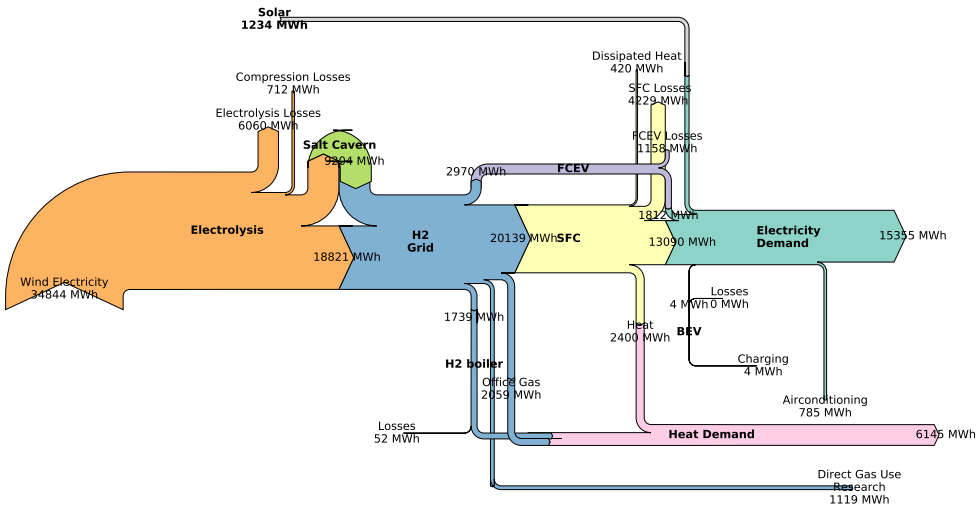 Solar
1234 MWh
Dissipated Heat
420 MWh
Compression Losses
712 MWh
SFC Losses
4229 MWh
Electrolysis Losses
6060 MWh
FCEV Losses
1158 MWh
Salt Cavern
9204 MWh
2970 MWh
FCEV
1812 MWh
Electrolysis
H2
Grid
20139 MWh
SFC
13090 MWh
Electricity
Demand
15355 MWh
18821 MWh
Wind Electricity
34844 MWh
Losses
0 MWh
4 MWh
1739 MWh
Heat
2400 MWh
BEV
H2 boiler
Charging
4 MWh
Office Gas
2059 MWh
Airconditioning
785 MWh
Losses
52 MWh
Heat Demand
6145 MWh
Direct Gas Use
Research
1119 MWh